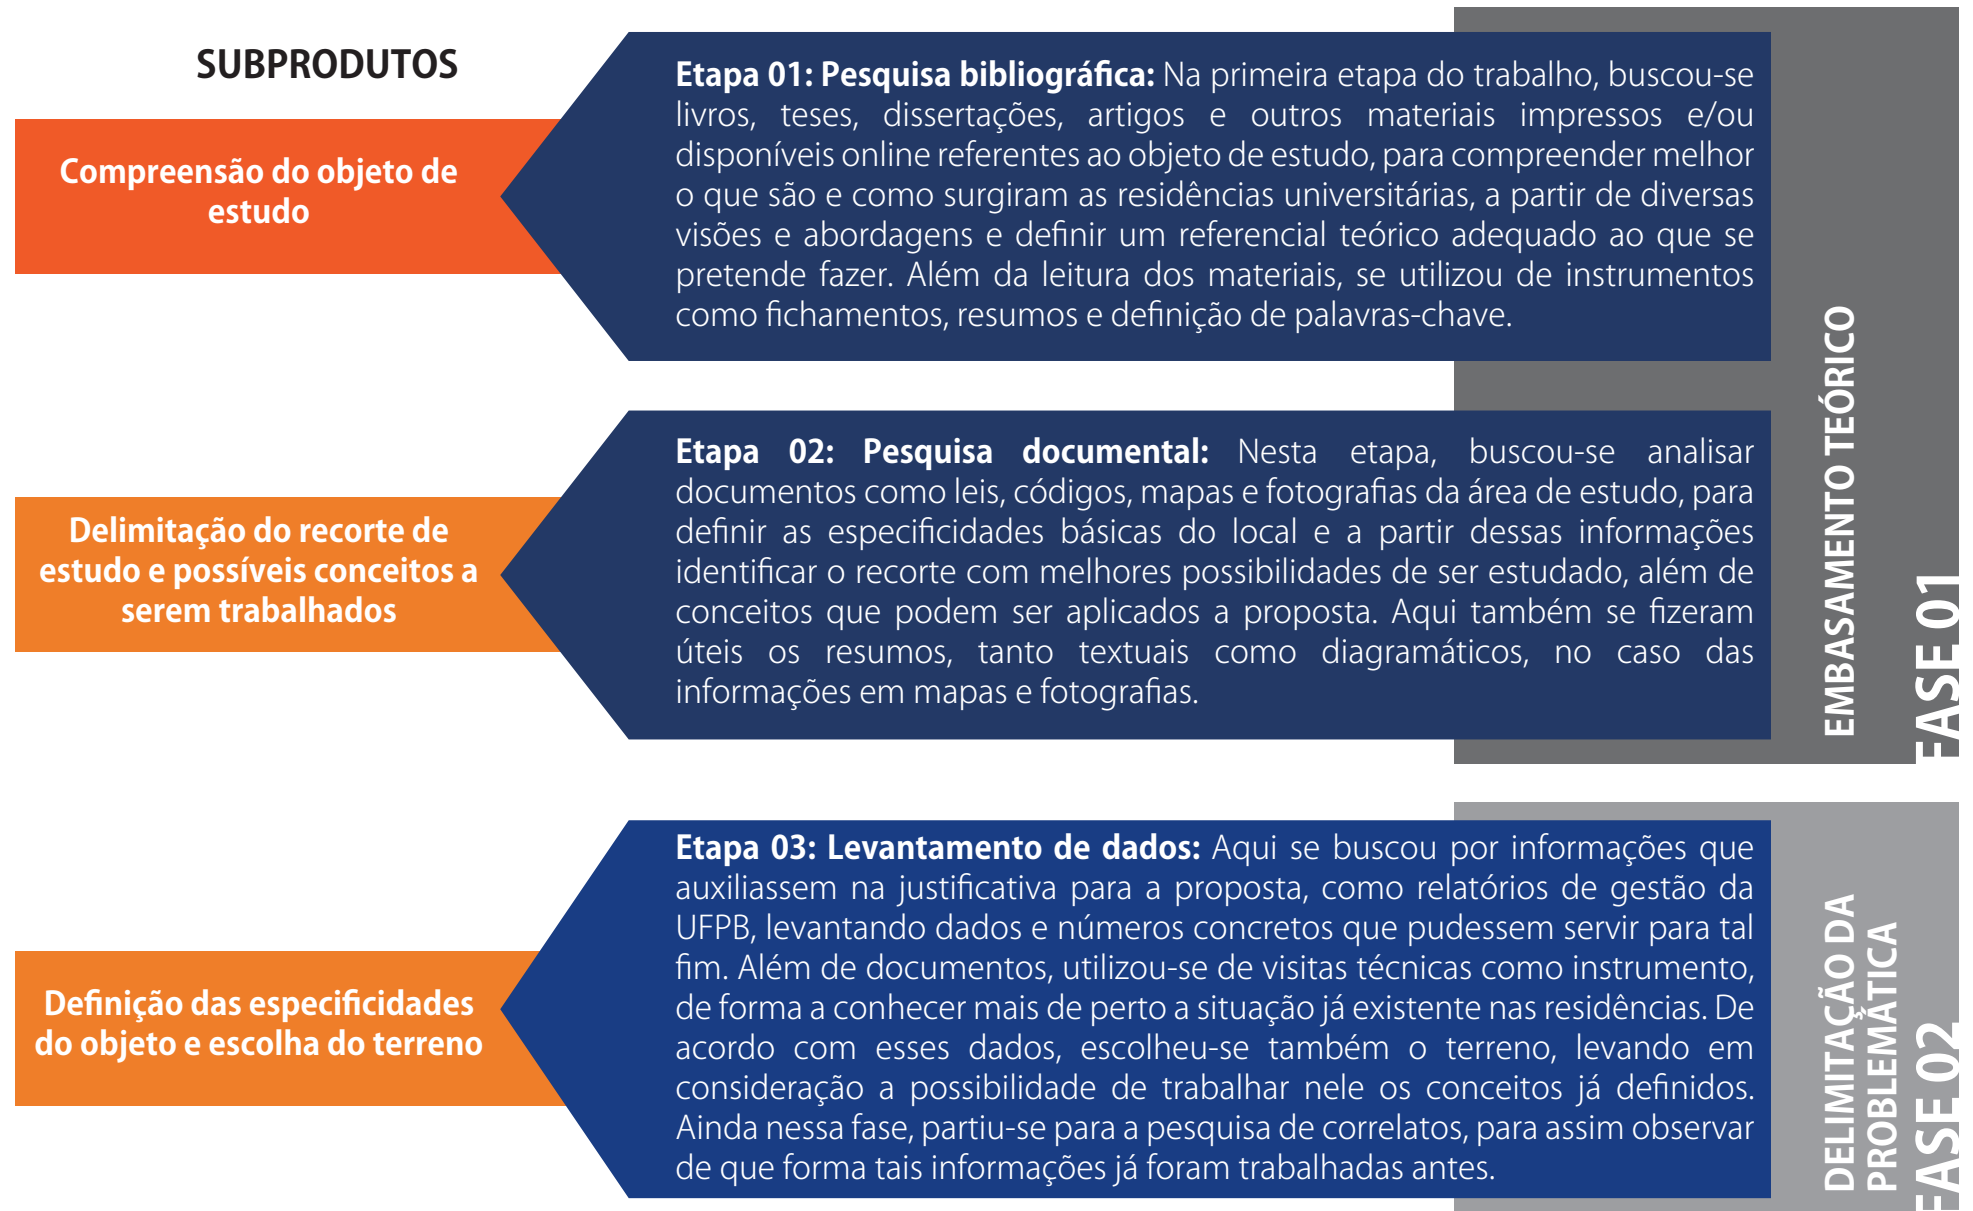 SUBPRODUTOS
Compreensão do objeto de
estudo
Etapa 01: Pesquisa bibliográfica: Na primeira etapa do trabalho, buscou-se
livros, teses, dissertações, artigos e outros materiais impressos e/ou
disponíveis online referentes ao objeto de estudo, para compreender melhor
o que são e como surgiram as residências universitárias, a partir de diversas
visões e abordagens e definir um referencial teórico adequado ao que se
pretende fazer. Além da leitura dos materiais, se utilizou de instrumentos
como fichamentos, resumos e definição de palavras-chave.
Delimitação do recorte de
estudo e possíveis conceitos a
serem trabalhados
Etapa 02: Pesquisa documental: Nesta etapa, buscou-se analisar
documentos como leis, códigos, mapas e fotografias da área de estudo, para
definir as especificidades básicas do local e a partir dessas informações
identificar o recorte com melhores possibilidades de ser estudado, além de
conceitos que podem ser aplicados a proposta. Aqui também se fizeram
úteis os resumos, tanto textuais como diagramáticos, no caso das
informações em mapas e fotografias.
EMBASAMENTO TEÓRICO
FASE 01
Definição das especificidades
do objeto e escolha do terreno
Etapa 03: Levantamento de dados: Aqui se buscou por informações que
auxiliassem na justificativa para a proposta, como relatórios de gestão da
UFPB, levantando dados e números concretos que pudessem servir para tal
fim. Além de documentos, utilizou-se de visitas técnicas como instrumento,
de forma a conhecer mais de perto a situação já existente nas residências. De
acordo com esses dados, escolheu-se também o terreno, levando em
consideração a possibilidade de trabalhar nele os conceitos já definidos.
Ainda nessa fase, partiu-se para a pesquisa de correlatos, para assim observar
de que forma tais informações já foram trabalhadas antes.
DELIMITAÇÃO DA
PROBLEMÁTICA
FASE 02